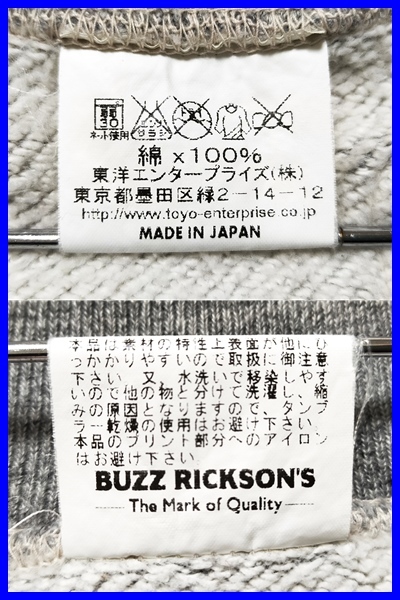 30
ネット使用
綿 x 100%
東洋エンタープライズ(株)
東京都墨田区緑2-14-12
http://www.toyo-enterprise.co.jp
MADE IN JAPAN
本品は素材の特性上表面が他にひ
っかかりやすいので取扱に御注意
下さい. 又、水洗いで移染しやす
いので他の物と分けて洗濯し、縮
みの原因となりますので、タンブ
ラー乾燥の使用はお避け下さい.
本品のプリント部分へのアイロン
はお避け下さい.
BUZZ RICKSON'S
The Mark of Quality